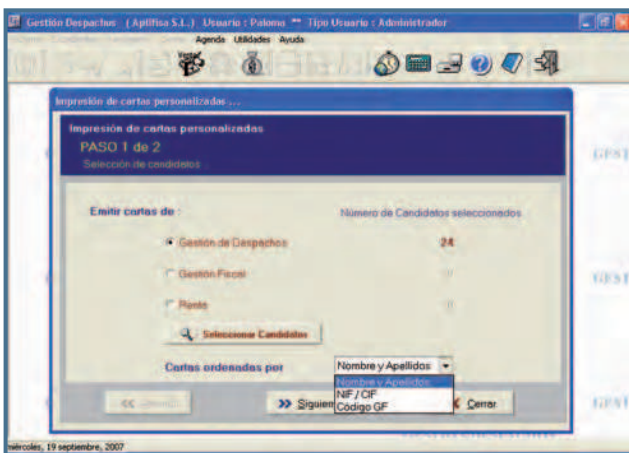 Gestión Despachos ( Aplifisa S.L.) Usuario : Paloma ** Tipo Usuario : Administrador
Agenda Utilidades Ayuda
Impresión de cartas personalizadas ...
Impresión de cartas personalizadas
PASO 1 de 2
Selección de candidatos
Emitir cartas de :
Número de Candidatos seleccionados
Gestión de Despachos
24
Gestión Fiscal
0
Renta
0
Seleccionar Candidatos
Cartas ordenadas por
Nombre y Apellidos
Nombre y Apellidos
NIF / CIF
Código GF
<< 
>> Siguien
Cerrar
miércoles, 19 septiembre, 2007